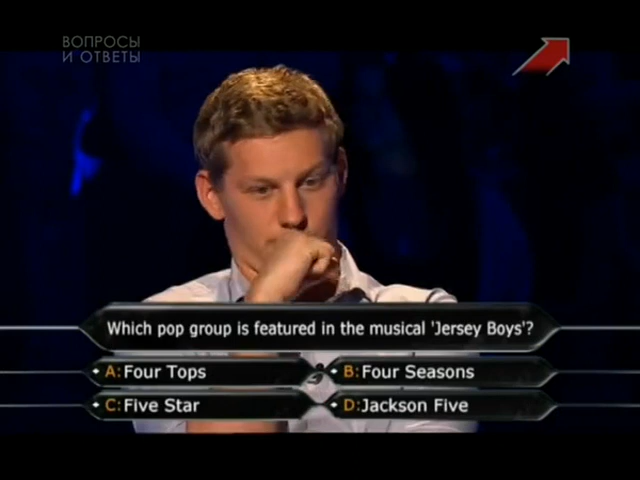 ВОПРОСЫ
И ОТВЕТЫ
Which pop group is featured in the musical 'Jersey Boys'?
A: Four Tops
B: Four Seasons
C: Five Star
D: Jackson Five